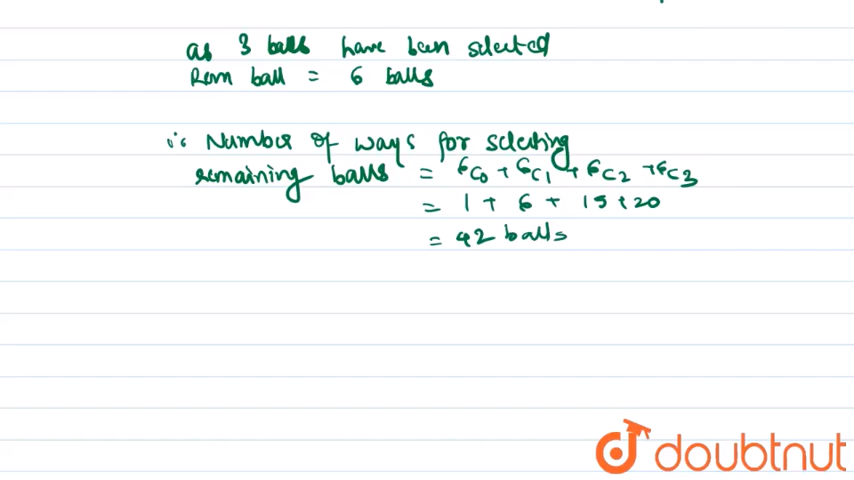 as 3 balls have been selected
Rem ball = 6 balls
∴ Number of ways for selecting
remaining balls = ⁶C₀ + ⁶C₁ + ⁶C₂ + ⁶C₃
= 1 + 6 + 15 + 20
= 42 balls
doubtnut